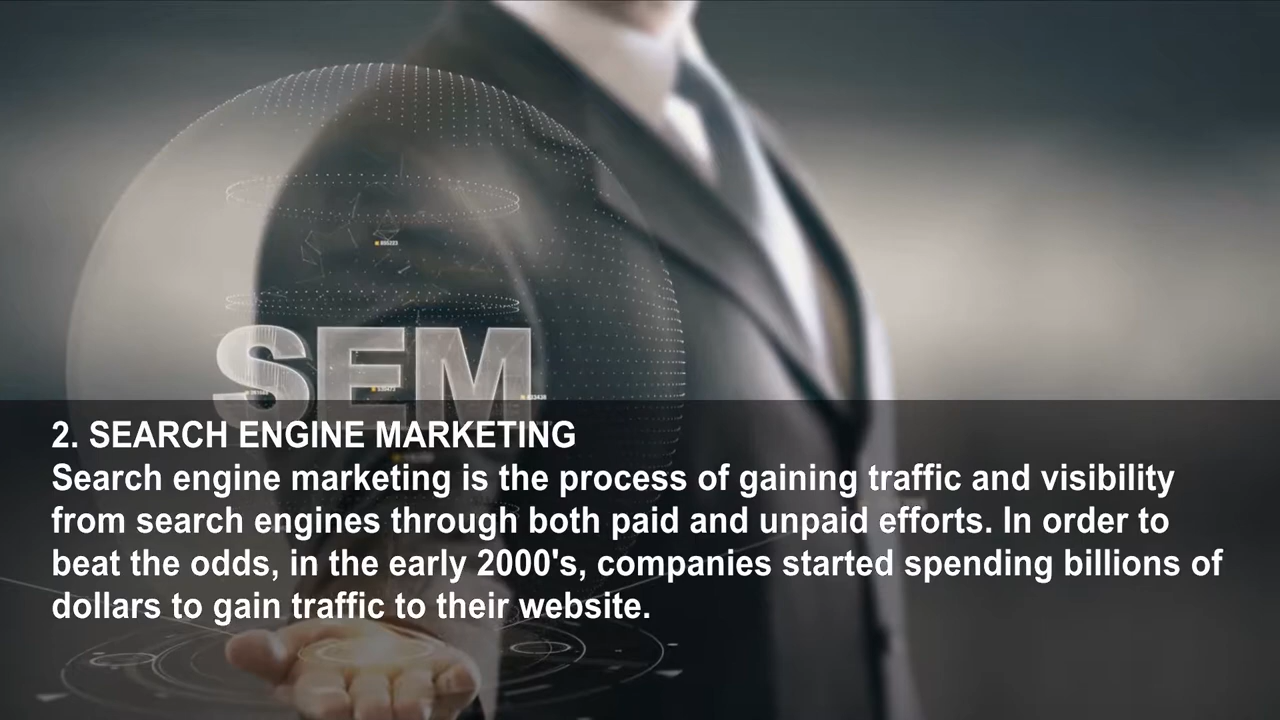 SEM
2. SEARCH ENGINE MARKETING
Search engine marketing is the process of gaining traffic and visibility
from search engines through both paid and unpaid efforts. In order to
beat the odds, in the early 2000's, companies started spending billions of
dollars to gain traffic to their website.